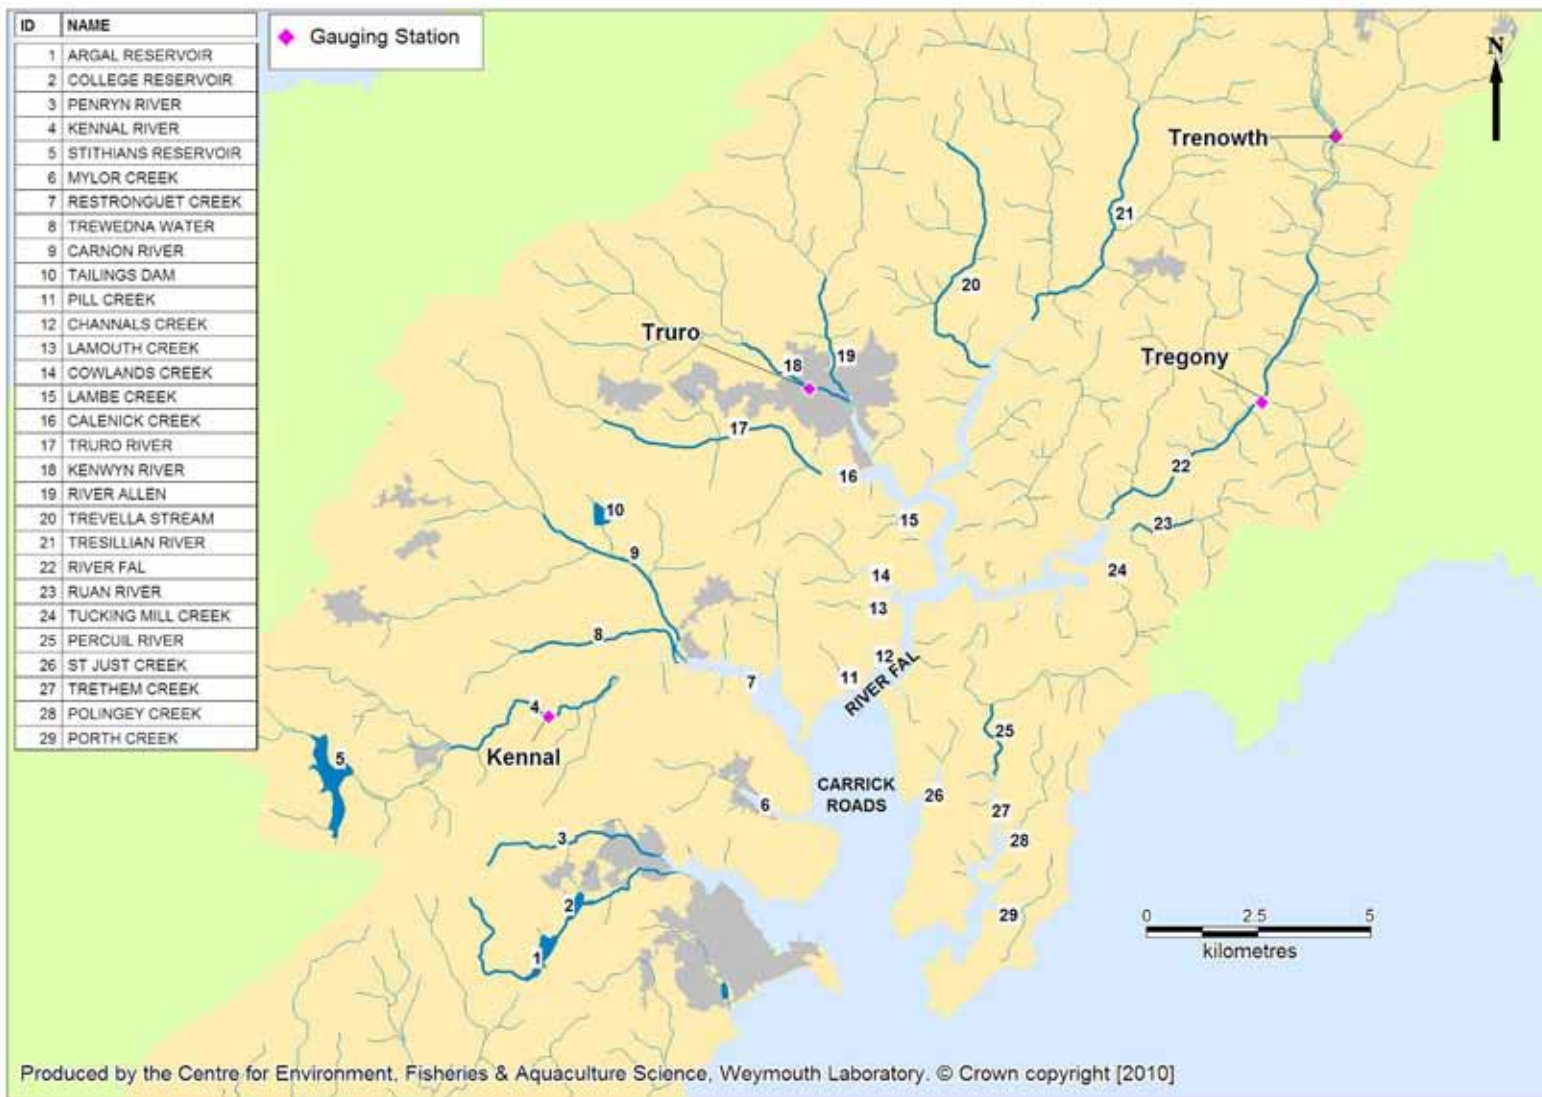 ID NAME
1 ARGAL RESERVOIR
2 COLLEGE RESERVOIR
3 PENRYN RIVER
4 KENNAL RIVER
5 STITHIANS RESERVOIR
6 MYLOR CREEK
7 RESTRONGUET CREEK
8 TREWEDNA WATER
9 CARNON RIVER
10 TAILINGS DAM
11 PILL CREEK
12 CHANNALS CREEK
13 LAMOUTH CREEK
14 COWLANDS CREEK
15 LAMBE CREEK
16 CALENICK CREEK
17 TRURO RIVER
18 KENWYN RIVER
19 RIVER ALLEN
20 TREVELLA STREAM
21 TRESILLIAN RIVER
22 RIVER FAL
23 RUAN RIVER
24 TUCKING MILL CREEK
25 PERCUIL RIVER
26 ST JUST CREEK
27 TRETHEM CREEK
28 POLINGEY CREEK
29 PORTH CREEK
Gauging Station
N
Trenowth
21
20
Truro
19
18
Tregony
17
22
16
10
15
23
9
14
24
13
8
12
11
7
RIVER FAL
4
25
Kennal
5
CARRICK
ROADS
26
6
27
3
28
2
29
1
0 2.5 5
kilometres
Produced by the Centre for Environment, Fisheries & Aquaculture Science, Weymouth Laboratory. © Crown copyright [2010]